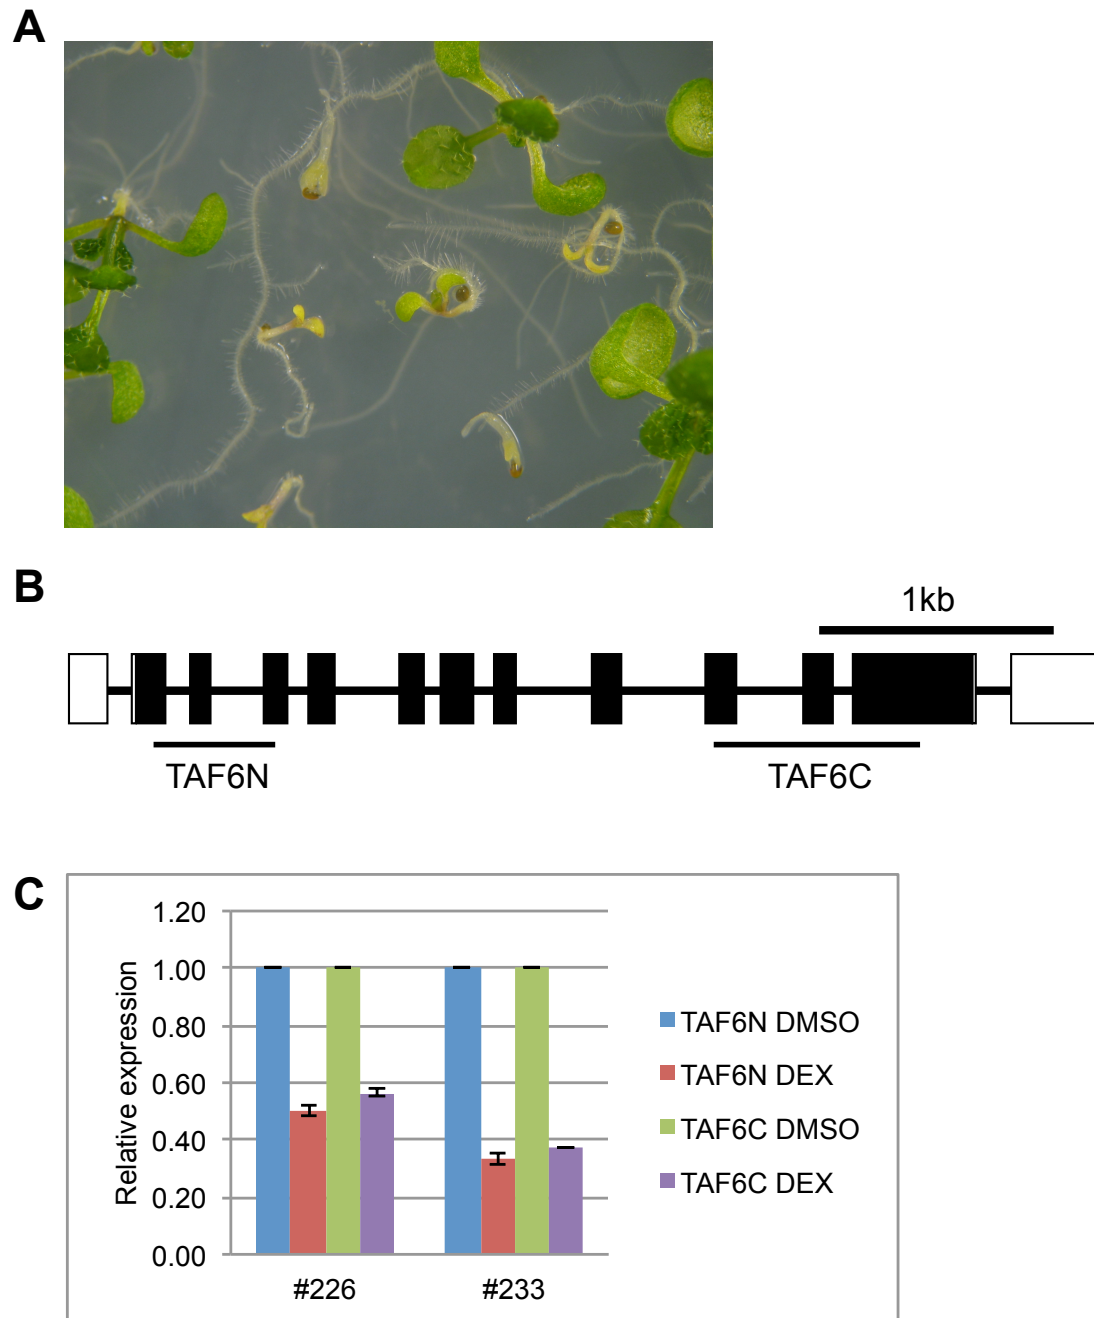 A
B
1kb
TAF6N
TAF6C
C
Relative expression
1.20
1.00
0.80
0.60
0.40
0.20
0.00
#226
#233
TAF6N DMSO
TAF6N DEX
TAF6C DMSO
TAF6C DEX